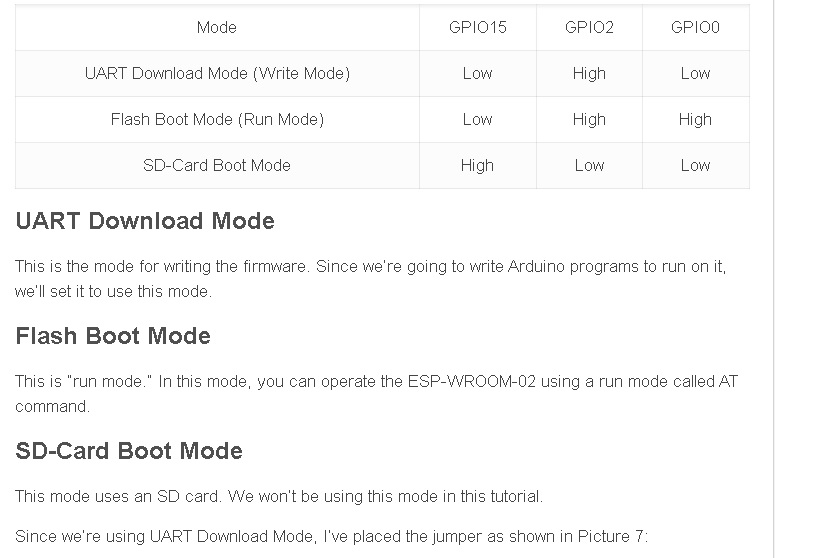 Mode GPIO15 GPIO2 GPIO0
UART Download Mode (Write Mode) Low High Low
Flash Boot Mode (Run Mode) Low High High
SD-Card Boot Mode High Low Low
UART Download Mode
This is the mode for writing the firmware. Since we're going to write Arduino programs to run on it,
we'll set it to use this mode.
Flash Boot Mode
This is "run mode." In this mode, you can operate the ESP-WROOM-02 using a run mode called AT
command.
SD-Card Boot Mode
This mode uses an SD card. We won't be using this mode in this tutorial.
Since we're using UART Download Mode, I've placed the jumper as shown in Picture 7: